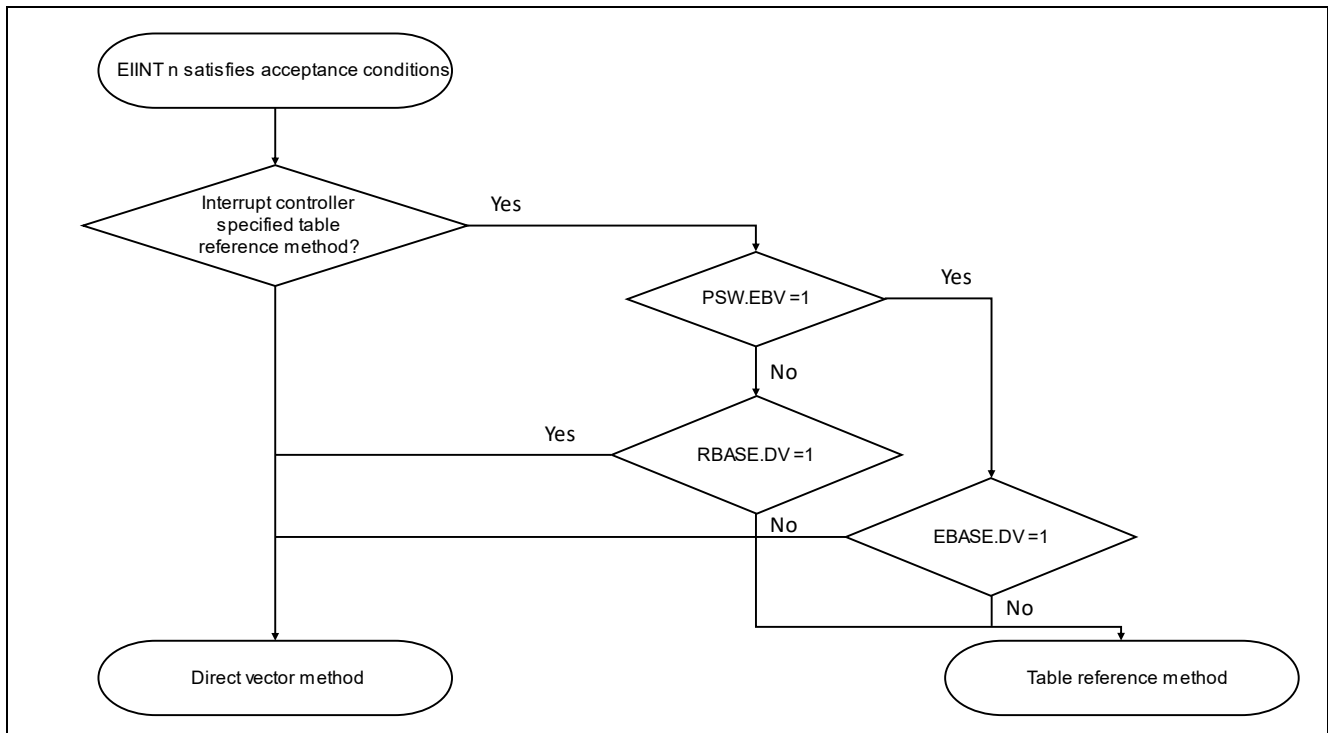 EIINT n satisfies acceptance conditions
Interrupt controller
specified table
reference method?
Yes
PSW.EBV =1
Yes
No
Yes
RBASE.DV =1
No
EBASE.DV =1
No
Direct vector method
Table reference method